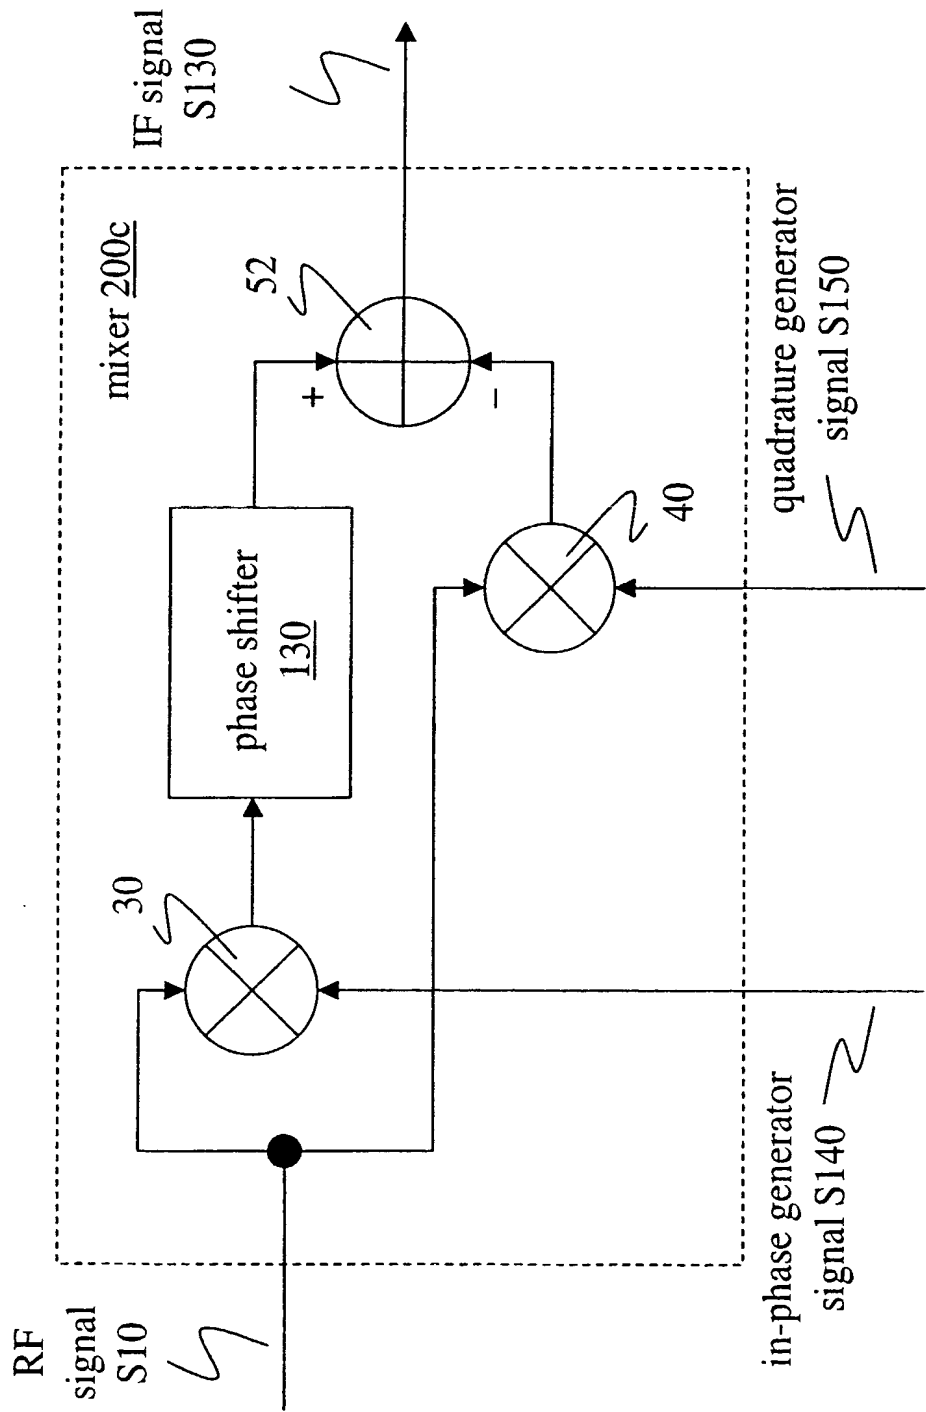 RF
signal
S10
IF signal
S130
mixer 200c
30
phase shifter
130
52
+
−
40
in-phase generator
signal S140
quadrature generator
signal S150